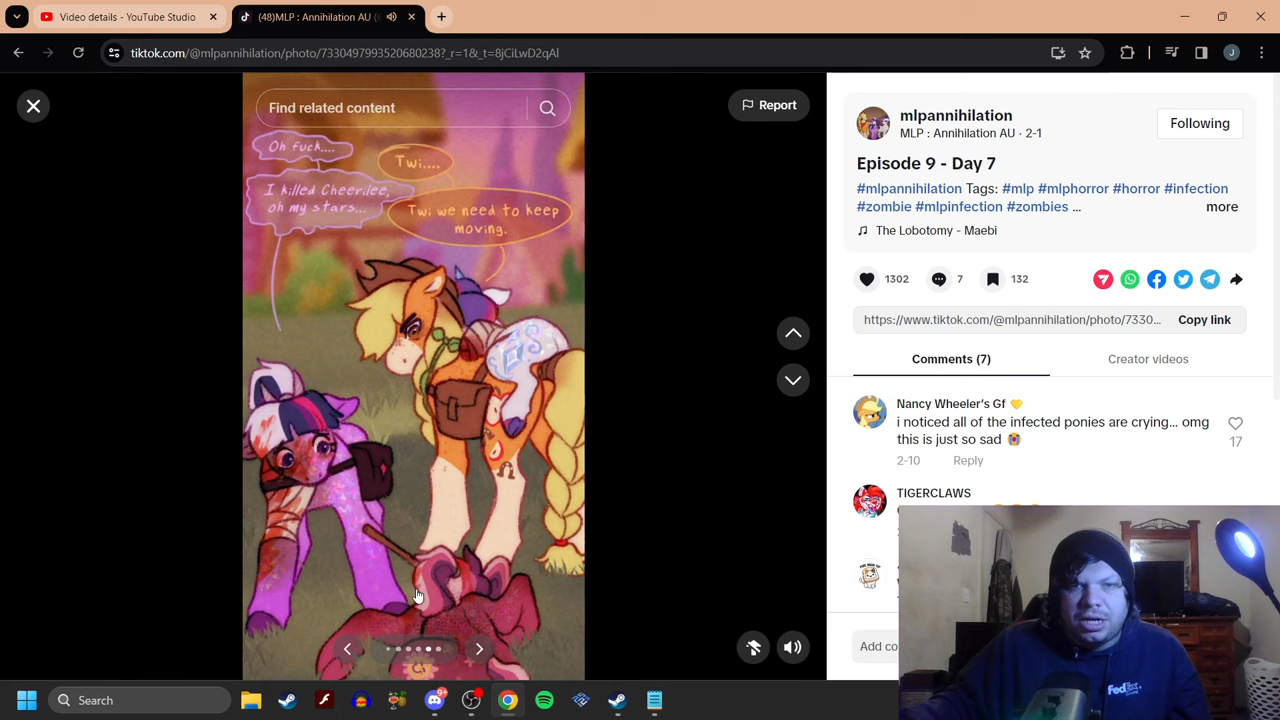 Video details - YouTube Studio
(48)MLP : Annihilation AU (
tiktok.com/@mlpannihilation/photo/7330497993520680238?_r=1&_t=8jCiLwD2qAl
J
Find related content
Report
Oh fuck....
Twi....
I killed Cheerilee,
oh my stars...
Twi we need to keep
moving.
mlpannihilation
MLP : Annihilation AU · 2-1
Following
Episode 9 - Day 7
#mlpannihilation Tags: #mlp #mlphorror #horror #infection
#zombie #mlpinfection #zombies ...
more
The Lobotomy - Maebi
1302
7
132
https://www.tiktok.com/@mlpannihilation/photo/7330...
Copy link
Comments (7)
Creator videos
Nancy Wheeler's Gf 💛
i noticed all of the infected ponies are crying... omg
this is just so sad 😭
17
2-10
Reply
TIGERCLAWS
Add co
FedEx
Search
9+